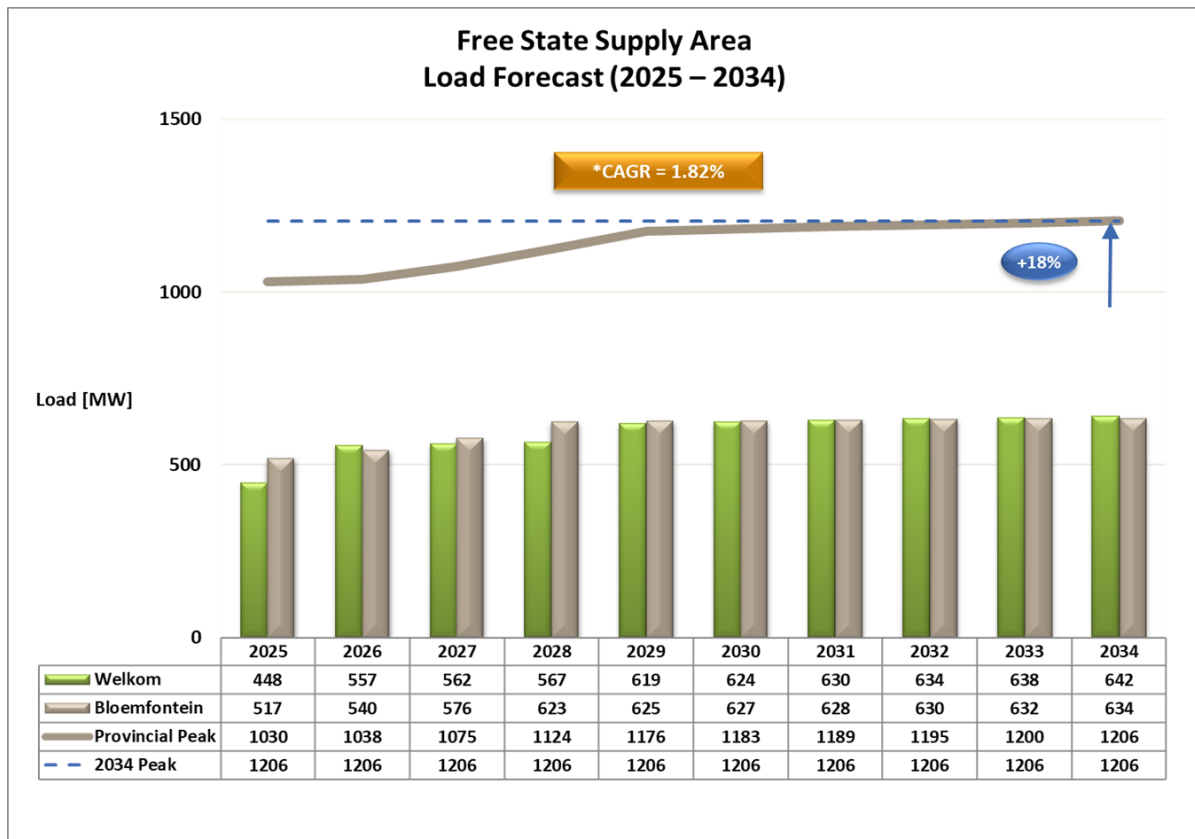 Free State Supply Area
Load Forecast (2025 – 2034)
1500
*CAGR = 1.82%
+18%
1000
Load [MW]
500
0
2025 2026 2027 2028 2029 2030 2031 2032 2033 2034
Welkom 448 557 562 567 619 624 630 634 638 642
Bloemfontein 517 540 576 623 625 627 628 630 632 634
Provincial Peak 1030 1038 1075 1124 1176 1183 1189 1195 1200 1206
2034 Peak 1206 1206 1206 1206 1206 1206 1206 1206 1206 1206